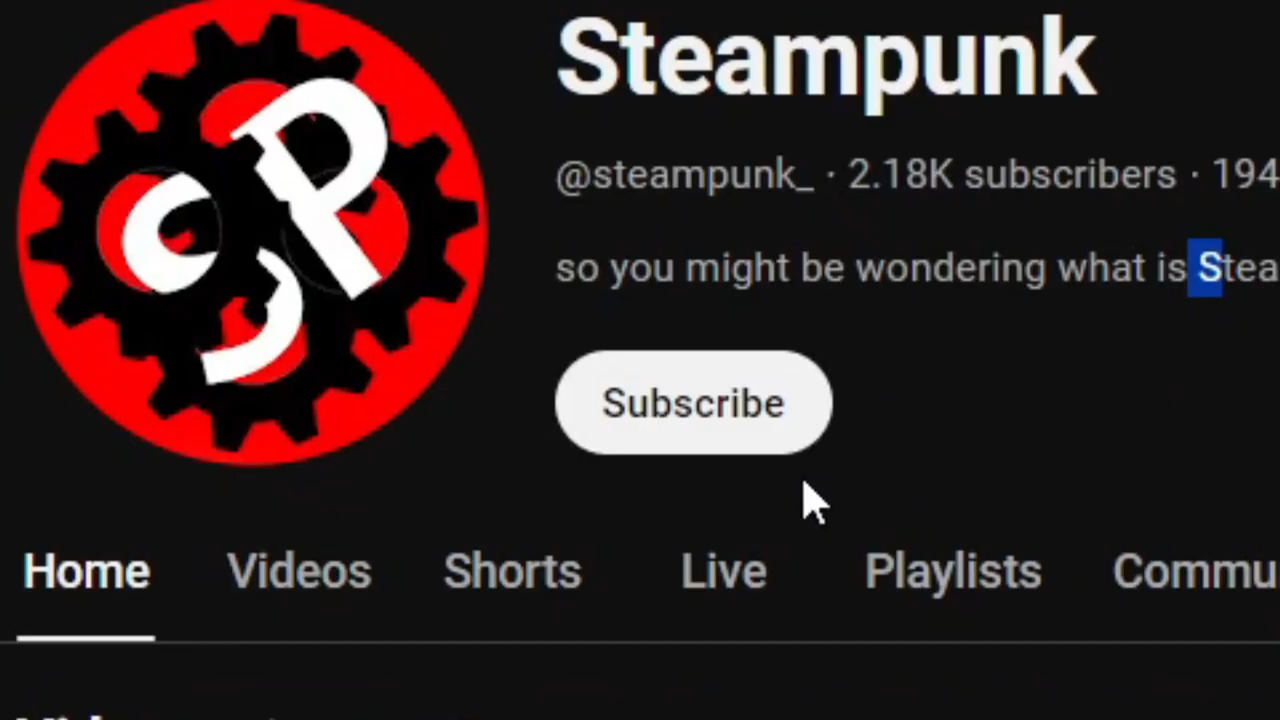 SP
Steampunk
@steampunk_ · 2.18K subscribers · 194
so you might be wondering what is Stea
Subscribe
Home Videos Shorts Live Playlists Commu